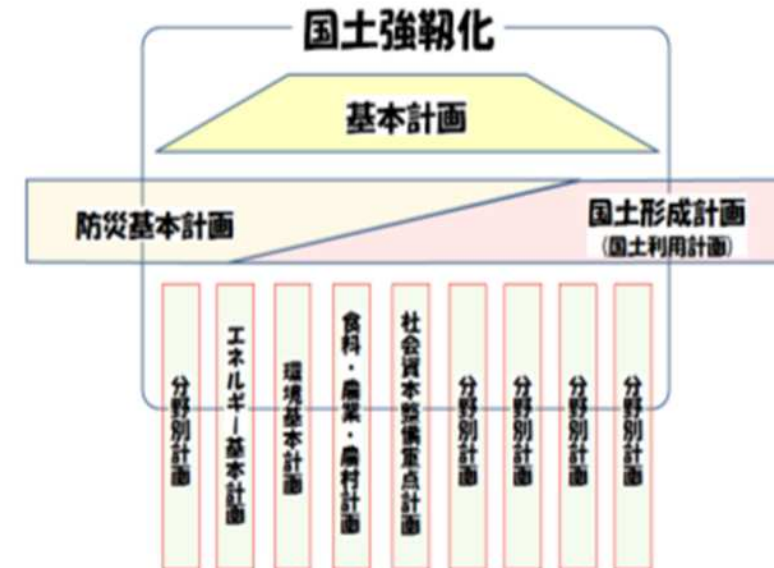 国土強靱化
基本計画
防災基本計画
国土形成計画
(国土利用計画)
分野別計画
エネルギー基本計画
環境基本計画
食料・農業・農村計画
社会資本整備重点計画
分野別計画
分野別計画
分野別計画
分野別計画